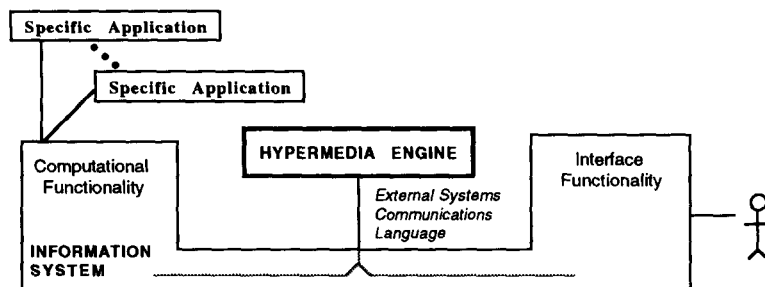 Specific Application
Specific Application
Computational
Functionality
HYPERMEDIA ENGINE
Interface
Functionality
External Systems
Communications
Language
INFORMATION
SYSTEM